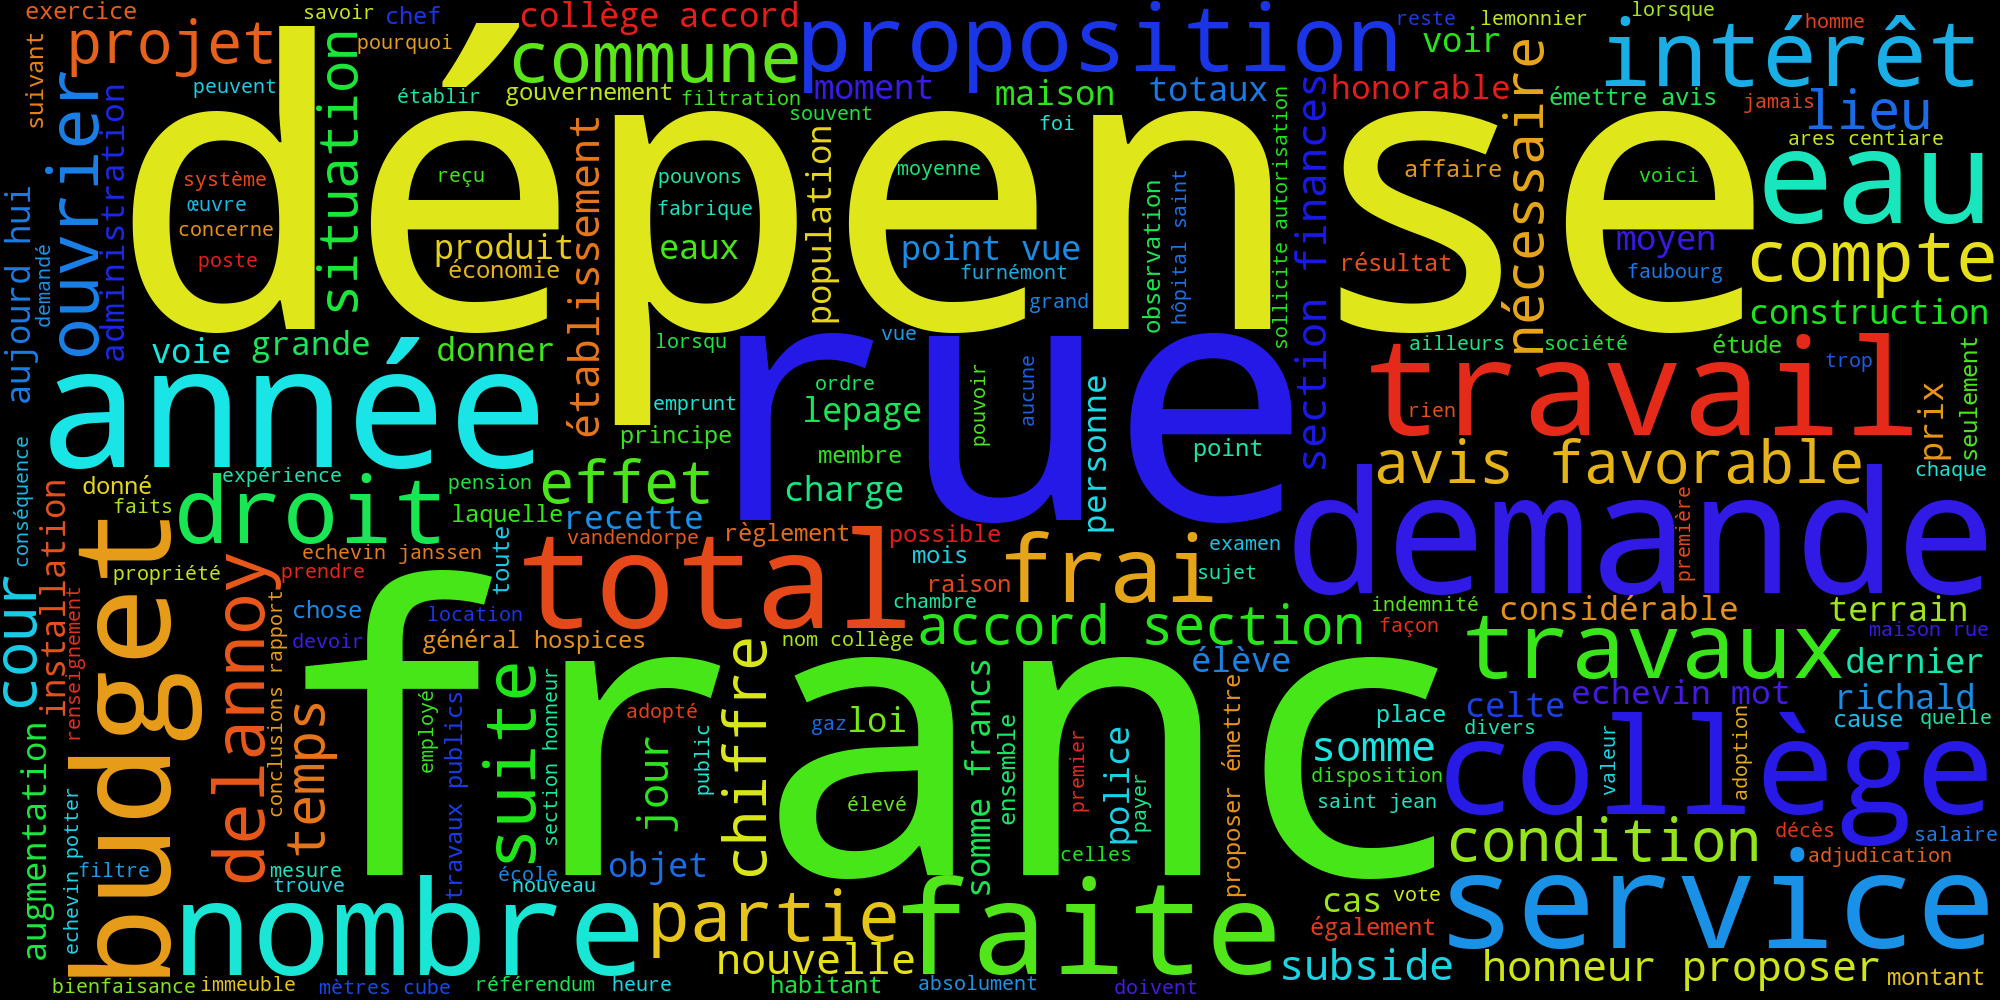 exercice
savoir
chef
collège accord
proposition
reste
lemonnier
lorsque
homme
projet
pourquoi
commune
voir
intérêt
suivant
peuvent
établir
gouvernement
filtration
moment
maison
totaux
honorable
émettre avis
jamais
lieu
ouvrier
administration
situation
dépense
souvent
foi
nécessaire
ares centiare
eau
système
œuvre
concerne
poste
reçu
produit
économie
établissement
pouvons
fabrique
eaux
population
moyenne
point vue
furnémont
grand
observation
hôpital saint
sollicite autorisation
section finances
affaire
résultat
voici
moyen
faubourg
compte
construction
aujourd hui
demandé
voie
grande
donner
lorsqu
vue
rue
ailleurs
société
étude
trop
seulement
année
emprunt
principe
ordre
lepage
pouvoir
aucune
personne
point
travail
rien
prix
avis favorable
chaque
conséquence
installation
donné
faits
expérience
droit
pension
laquelle
effet
recette
membre
charge
demande
première
budget
propriété
delannoy
echevin janssen
prendre
toute
vandendorpe
règlement
total
possible
mois
raison
frai
examen
sujet
chambre
cour
renseignement
conclusions rapport
chose
devoir
location
général hospices
franc
nom collège
accord section
indemnité
façon
considérable
terrain
travaux
maison rue
dernier
élève
augmentation
echevin potter
temps
employé
travaux publics
suite
section honneur
adopté
jour
public
chiffre
gaz
loi
élevé
somme francs
ensemble
premier
police
payer
proposer émettre
place
somme
disposition
saint jean
celte
echevin mot
richald
divers
cause
quelle
valeur
adoption
collège
filtre
mesure
trouve
école
nouveau
objet
celles
condition
décès
salaire
adjudication
nombre
partie
nouvelle
faite
cas
vote
également
service
bienfaisance
immeuble
mètres cube
référendum
heure
habitant
absolument
doivent
subside
honneur proposer
montant